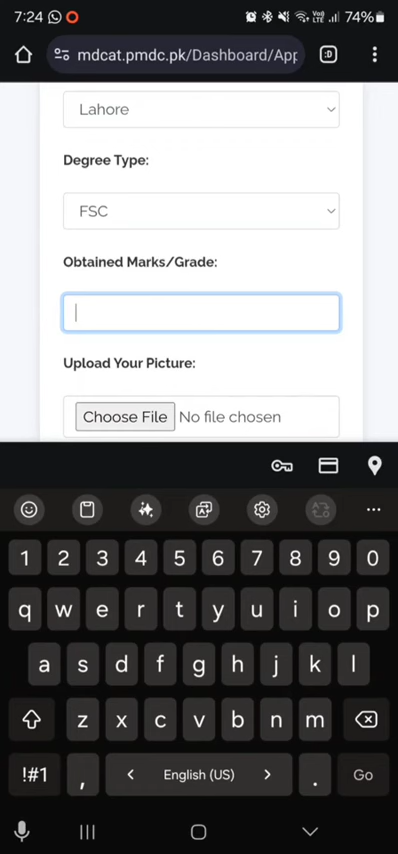 7:24 74%
mdcat.pmdc.pk/Dashboard/App
:D
Lahore
Degree Type:
FSC
Obtained Marks/Grade:
Upload Your Picture:
Choose File No file chosen
1 2 3 4 5 6 7 8 9 0
q w e r t y u i o p
a s d f g h j k l
z x c v b n m
!#1 , < English (US) > . Go